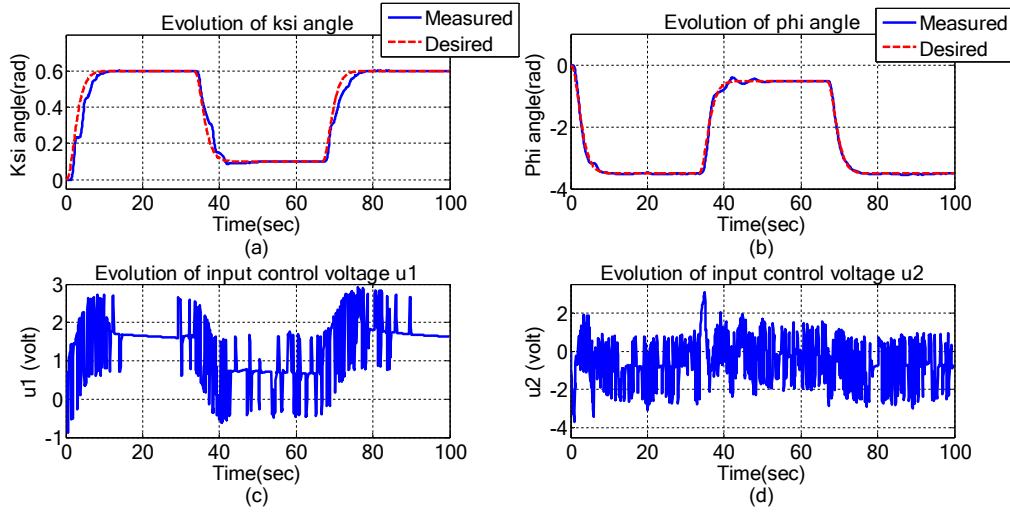 Evolution of ksi angle
Measured
Desired
Ksi angle(rad)
0.6
0.4
0.2
0
0 20 40 60 80 100
Time(sec)
(a)
Evolution of phi angle
Measured
Desired
Phi angle(rad)
0
-2
-4
0 20 40 60 80 100
Time(sec)
(b)
Evolution of input control voltage u1
u1 (volt)
3
2
1
0
-1
0 20 40 60 80 100
Time(sec)
(c)
Evolution of input control voltage u2
u2 (volt)
2
0
-2
-4
0 20 40 60 80 100
Time(sec)
(d)